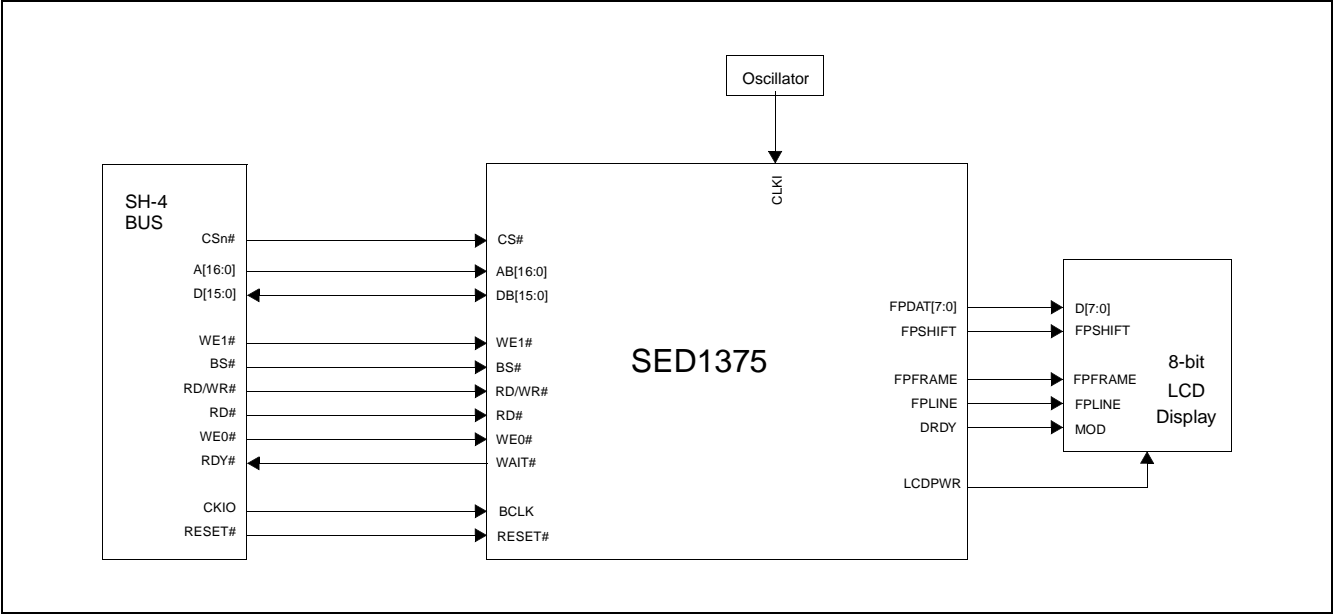 Oscillator
CLKI
SH-4
BUS
CSn#
A[16:0]
D[15:0]
WE1#
BS#
RD/WR#
RD#
WE0#
RDY#
CKIO
RESET#
CS#
AB[16:0]
DB[15:0]
WE1#
BS#
RD/WR#
RD#
WE0#
WAIT#
BCLK
RESET#
SED1375
FPDAT[7:0]
FPSHIFT
FPFRAME
FPLINE
DRDY
LCDPWR
D[7:0]
FPSHIFT
FPFRAME
FPLINE
MOD
8-bit
LCD
Display